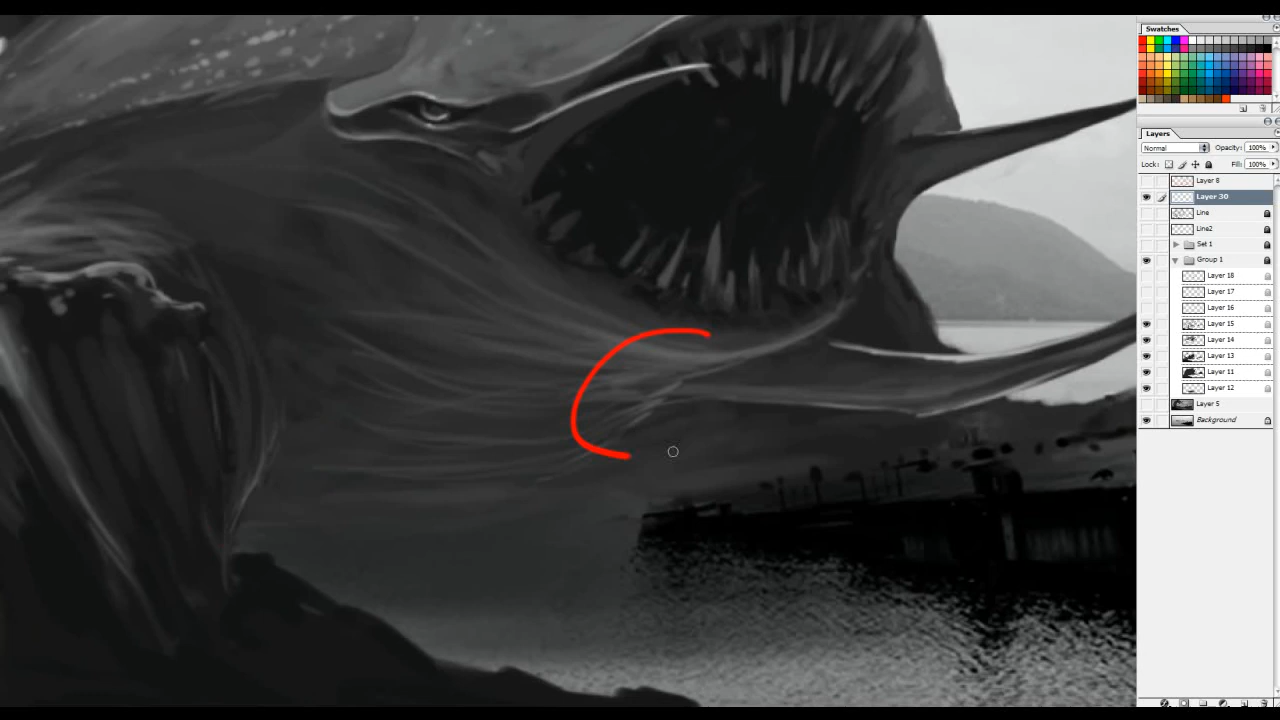 Swatches
Layers
Normal Opacity: 100%
Lock: Fill: 100%
Layer 8
Layer 30
Line
Line2
Set 1
Group 1
Layer 18
Layer 17
Layer 16
Layer 15
Layer 14
Layer 13
Layer 11
Layer 12
Layer 5
Background